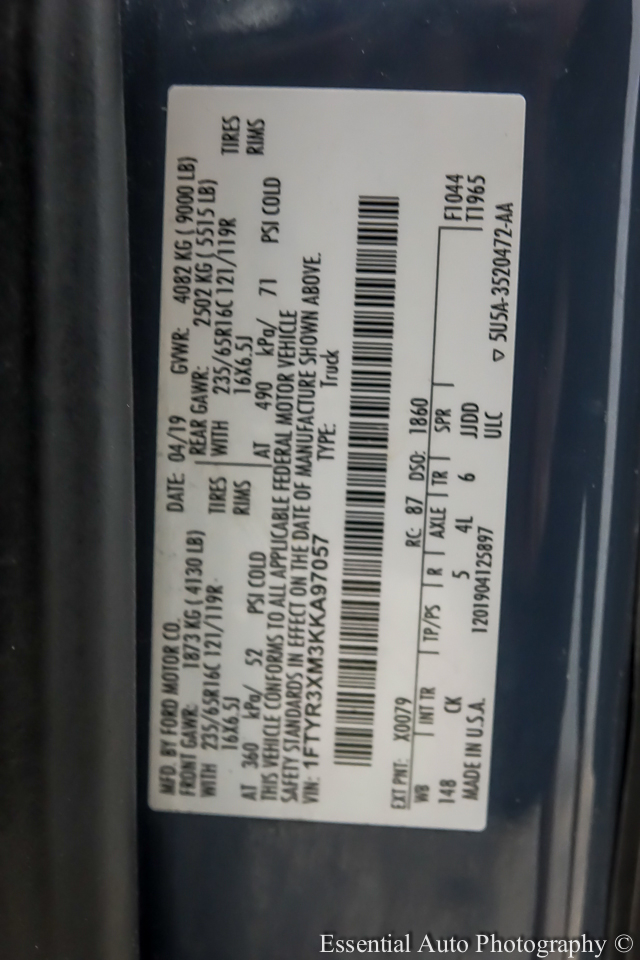 MFD. BY FORD MOTOR CO.
DATE: 04/19 GVWR: 4082 KG ( 9000 LB)
FRONT GAWR: 1873 KG ( 4130 LB)
REAR GAWR: 2502 KG ( 5515 LB)
WITH 235/65R16C 121/119R TIRES
WITH 235/65R16C 121/119R TIRES
16X6.5J RIMS
16X6.5J RIMS
AT 360 kPa/ 52 PSI COLD
AT 490 kPa/ 71 PSI COLD
THIS VEHICLE CONFORMS TO ALL APPLICABLE FEDERAL MOTOR VEHICLE
SAFETY STANDARDS IN EFFECT ON THE DATE OF MANUFACTURE SHOWN ABOVE.
VIN: 1FTYR3XM3KKA97057 TYPE: Truck
EXT PNT: X0079 RC: 87 DSO: 1860
WB INT TR TP/PS R AXLE TR SPR F1044
148 CK 5 4L 6 JJDD T1965
MADE IN U.S.A. 1201904125897 ULC
▽ 5U5A-3520472-AA
Essential Auto Photography ©